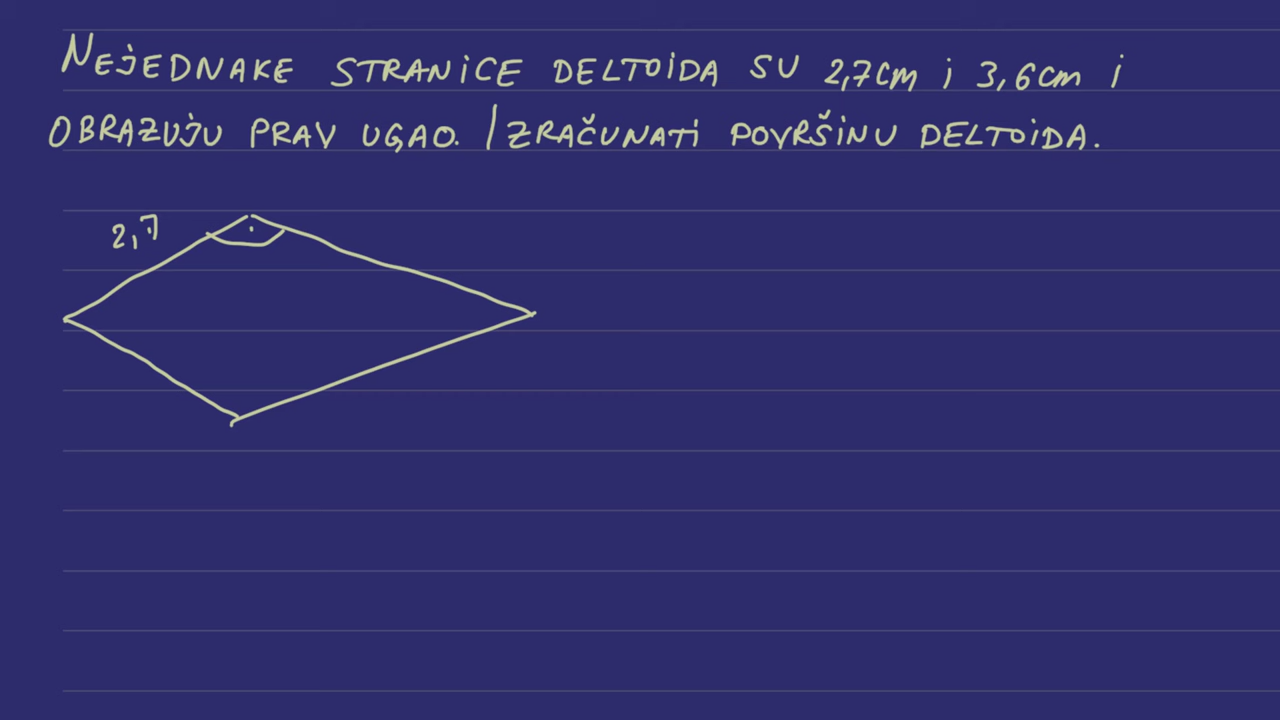 NEJEDNAKE STRANICE DELTOIDA SU 2,7cm i 3,6cm i
OBRAZUJU PRAV UGAO. IZRAČUNATI POVRŠINU DELTOIDA.
2,7